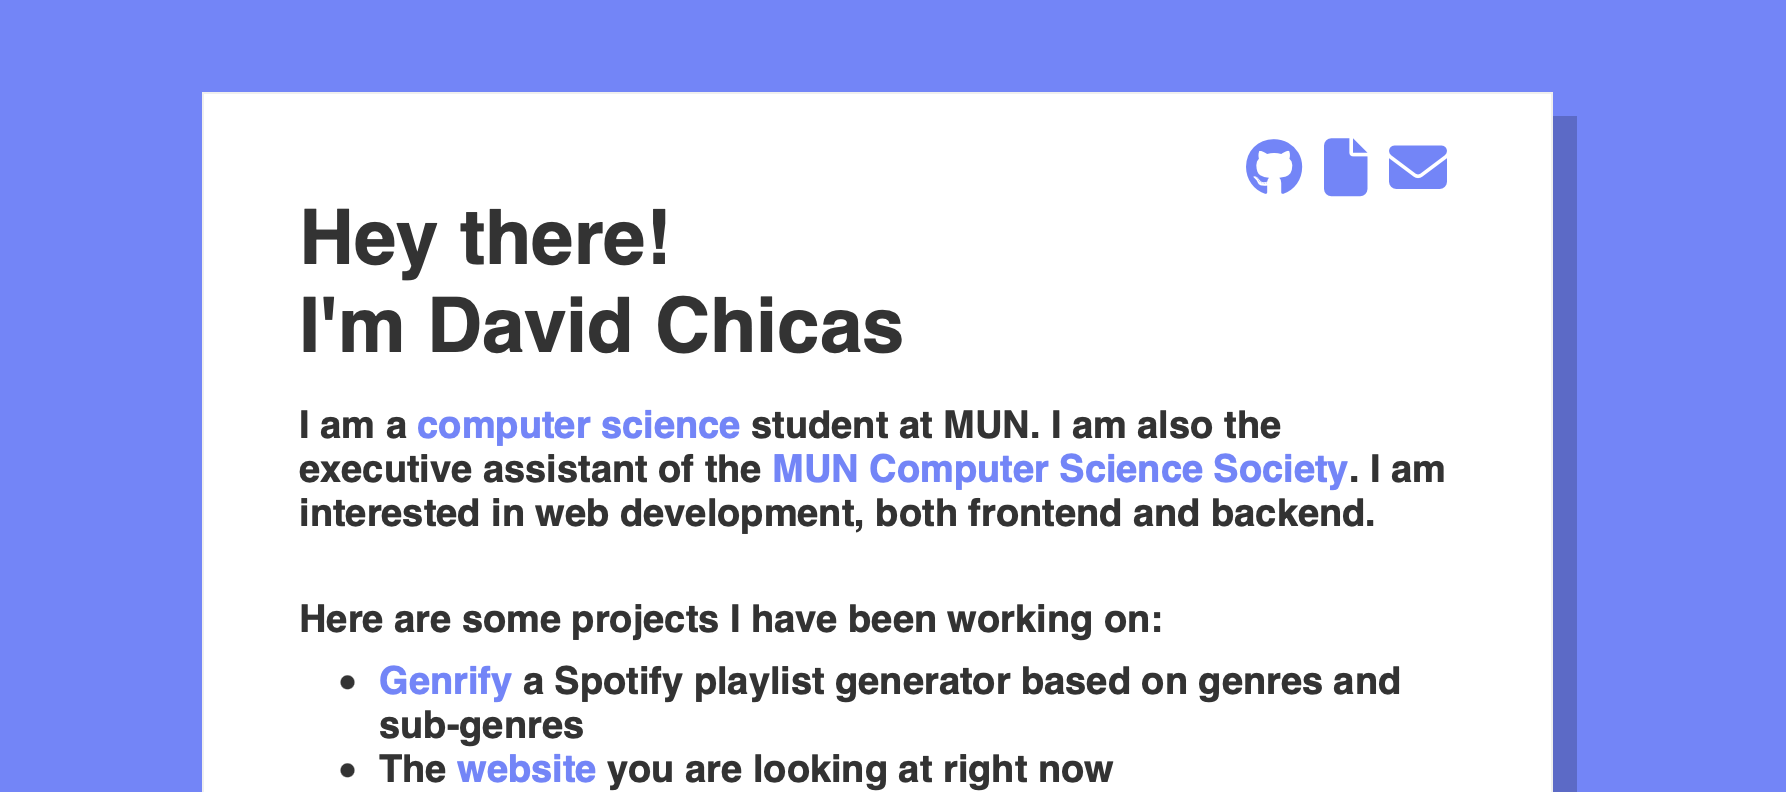 Hey there!
I'm David Chicas
I am a computer science student at MUN. I am also the
executive assistant of the MUN Computer Science Society. I am
interested in web development, both frontend and backend.
Here are some projects I have been working on:
• Genrify a Spotify playlist generator based on genres and
sub-genres
• The website you are looking at right now